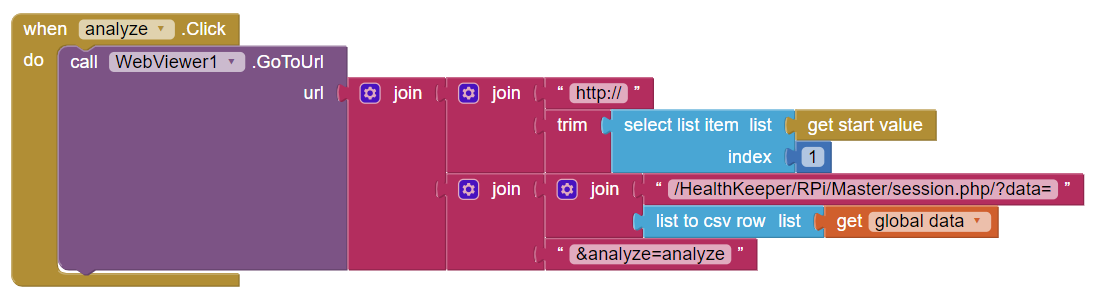 when analyze .Click
do call WebViewer1 .GoToUrl
url join join “ http:// ”
trim select list item list get start value
index 1
join join “ /HealthKeeper/RPi/Master/session.php/?data= ”
list to csv row list get global data
“ &analyze=analyze ”